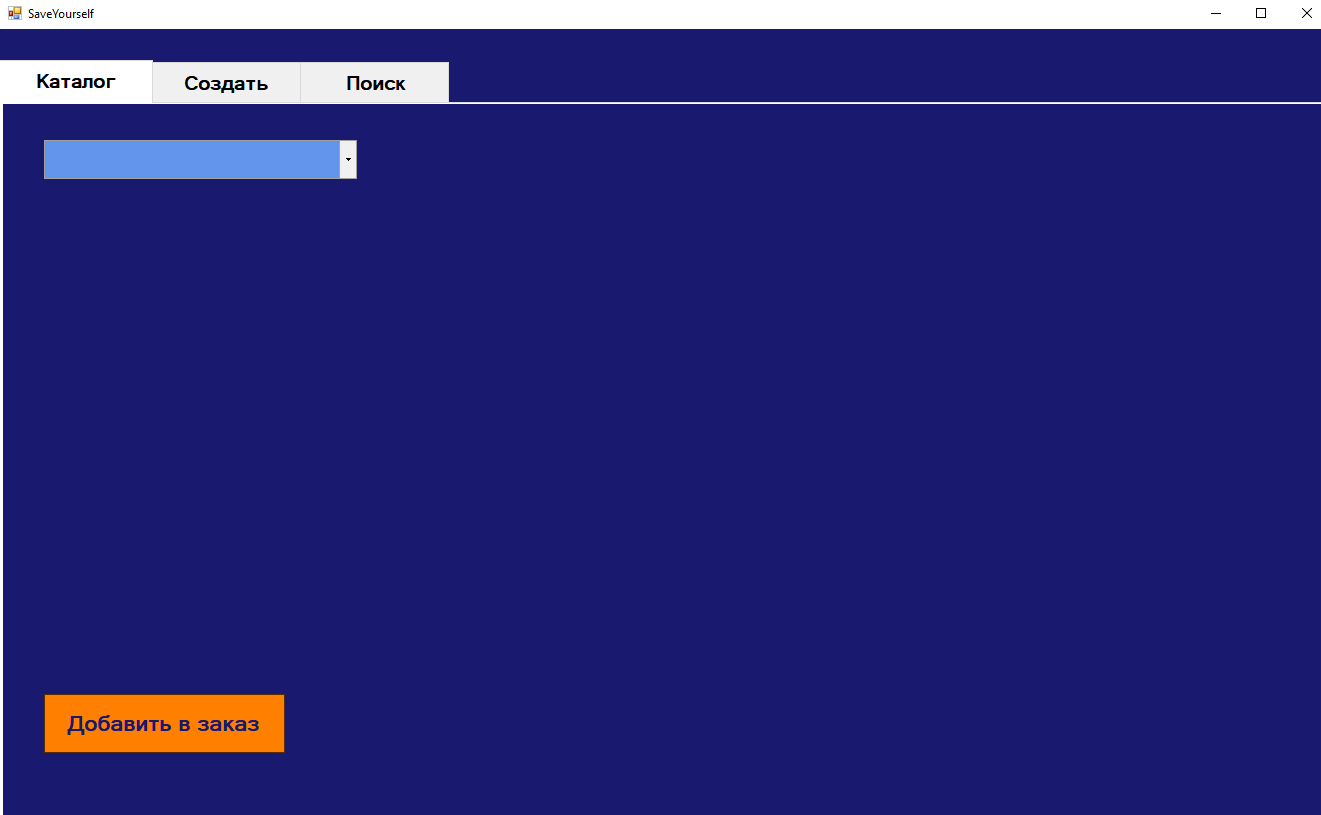 SaveYourself
Каталог
Создать
Поиск
Добавить в заказ